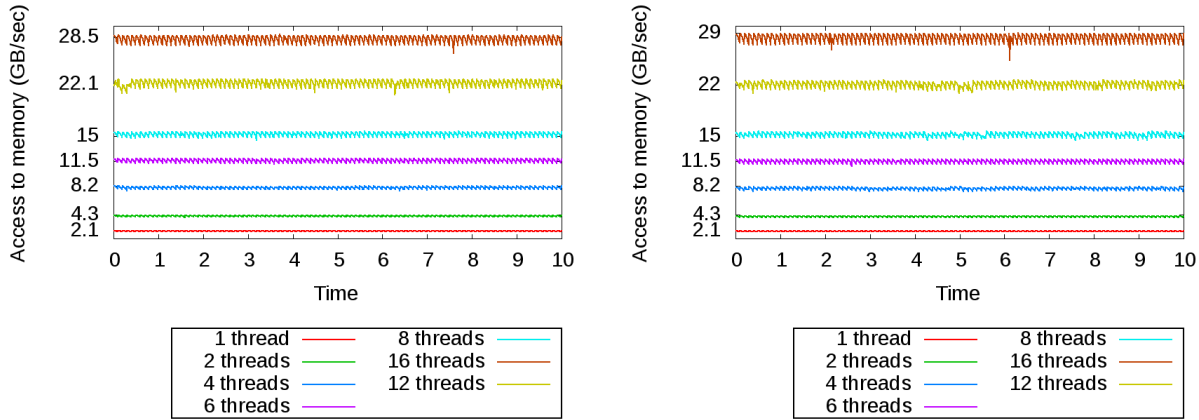 Access to memory (GB/sec)
28.5
22.1
15
11.5
8.2
4.3
2.1
0 1 2 3 4 5 6 7 8 9 10
Time
1 thread
2 threads
4 threads
6 threads
8 threads
16 threads
12 threads
Access to memory (GB/sec)
29
22
15
11.5
8.2
4.3
2.1
0 1 2 3 4 5 6 7 8 9 10
Time
1 thread
2 threads
4 threads
6 threads
8 threads
16 threads
12 threads